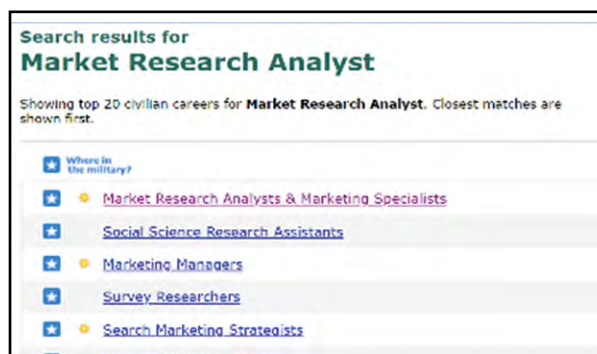 Search results for
Market Research Analyst
Showing top 20 civilian careers for Market Research Analyst. Closest matches are
shown first.
Where in
the military?
Market Research Analysts & Marketing Specialists
Social Science Research Assistants
Marketing Managers
Survey Researchers
Search Marketing Strategists